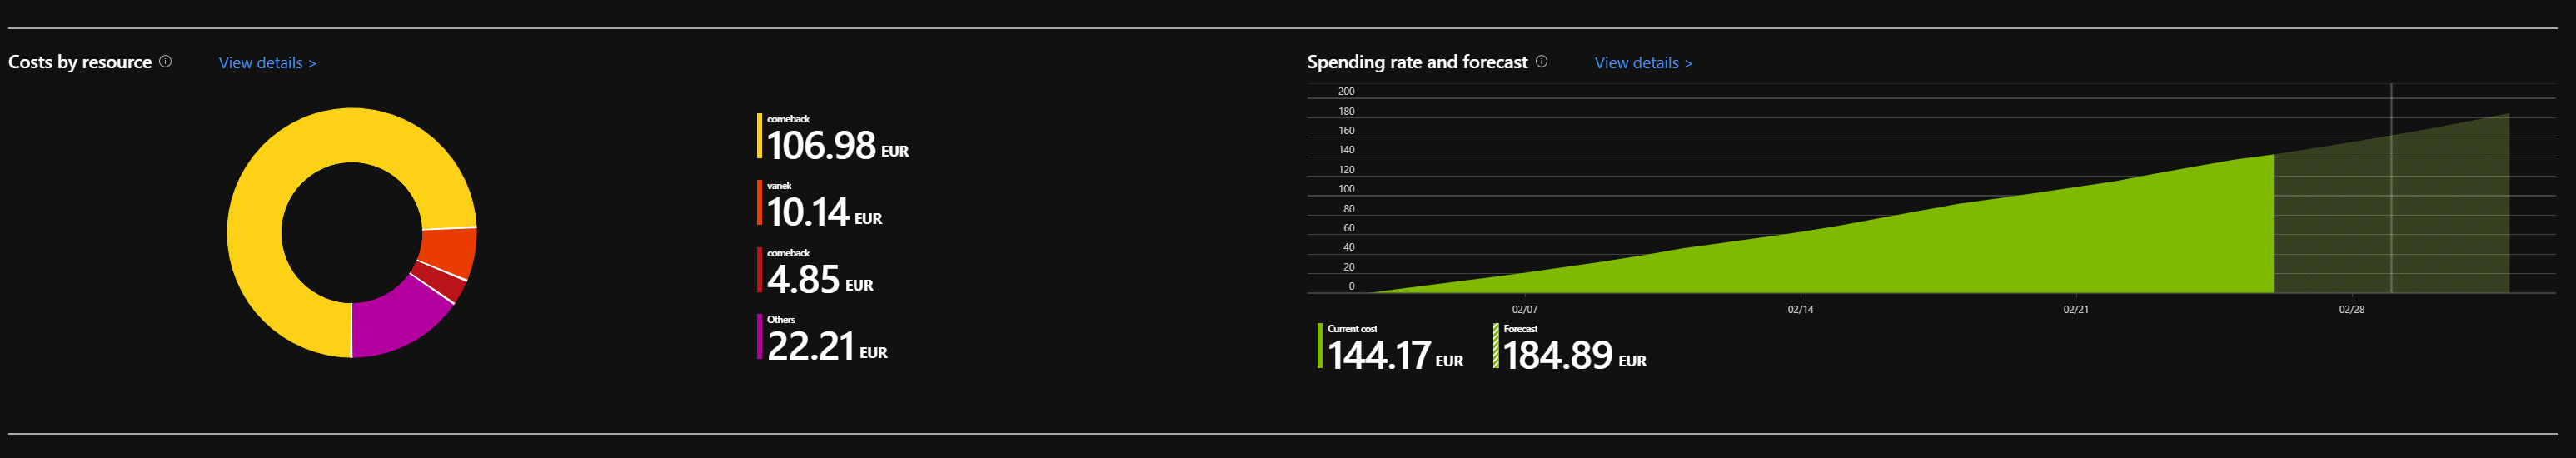 Costs by resource
View details >
comeback
106.98 EUR
vanek
10.14 EUR
comeback
4.85 EUR
Others
22.21 EUR
Spending rate and forecast
View details >
200
180
160
140
120
100
80
60
40
20
0
02/07
02/14
02/21
02/28
Current cost
144.17 EUR
Forecast
184.89 EUR